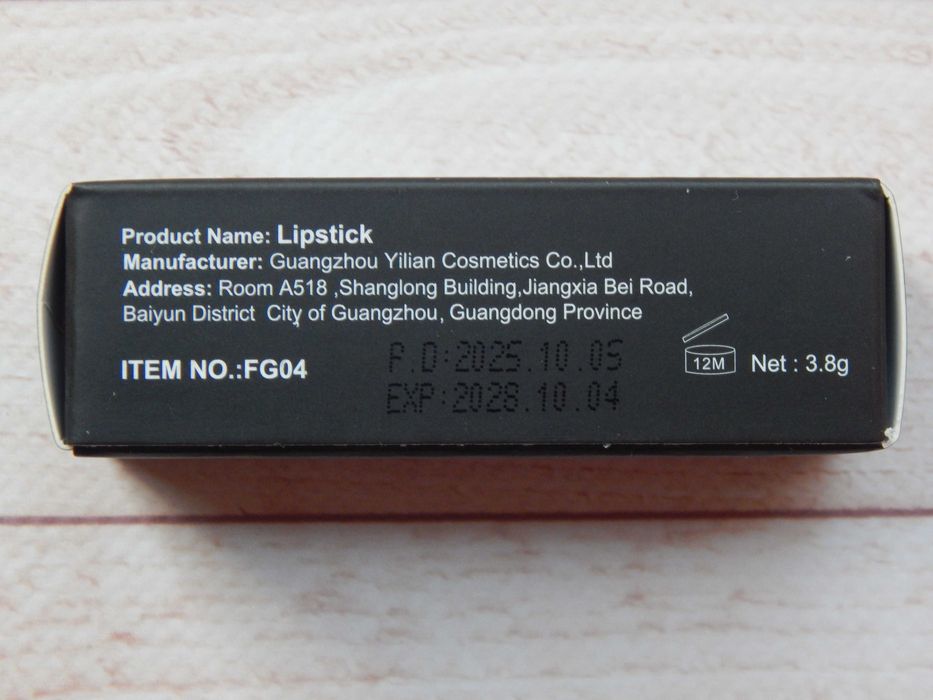 Product Name: Lipstick
Manufacturer: Guangzhou Yilian Cosmetics Co.,Ltd
Address: Room A518 ,Shanglong Building,Jiangxia Bei Road,
Baiyun District  City of Guangzhou, Guangdong Province
ITEM NO.:FG04
P.D:2025.10.05
EXP:2028.10.04
12M
Net : 3.8g